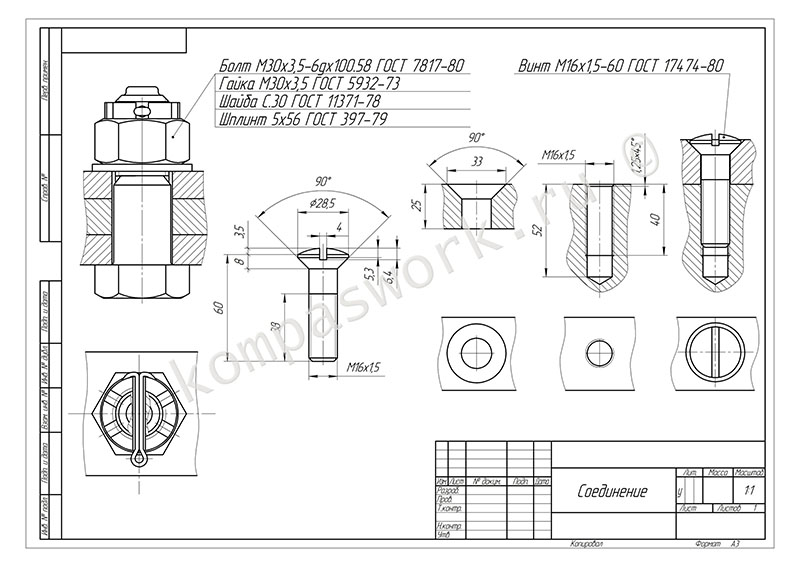 Болт М30х3,5-6gх100.58 ГОСТ 7817-80
Гайка М30х3,5 ГОСТ 5932-73
Шайба С.30 ГОСТ 11371-78
Шплинт 5х56 ГОСТ 397-79
Винт М16х1,5-60 ГОСТ 17474-80
90°
33
25
М16х1,5
1,25х45°
52
40
90°
⌀28,5
4
3,5
8
5,3
6,4
60
38
М16х1,5
kompaswork.ru ©
Перв. примен.
Справ. №
Подп. и дата
Инв. № дубл.
Взам. инв. №
Подп. и дата
Инв. № подл.
Изм. Лист № докум. Подп. Дата
Разраб.
Пров.
Т.контр.
Н.контр.
Утв.
Соединение
Лит. Масса Масштаб
у 1:1
Лист Листов 1
Копировал Формат А3